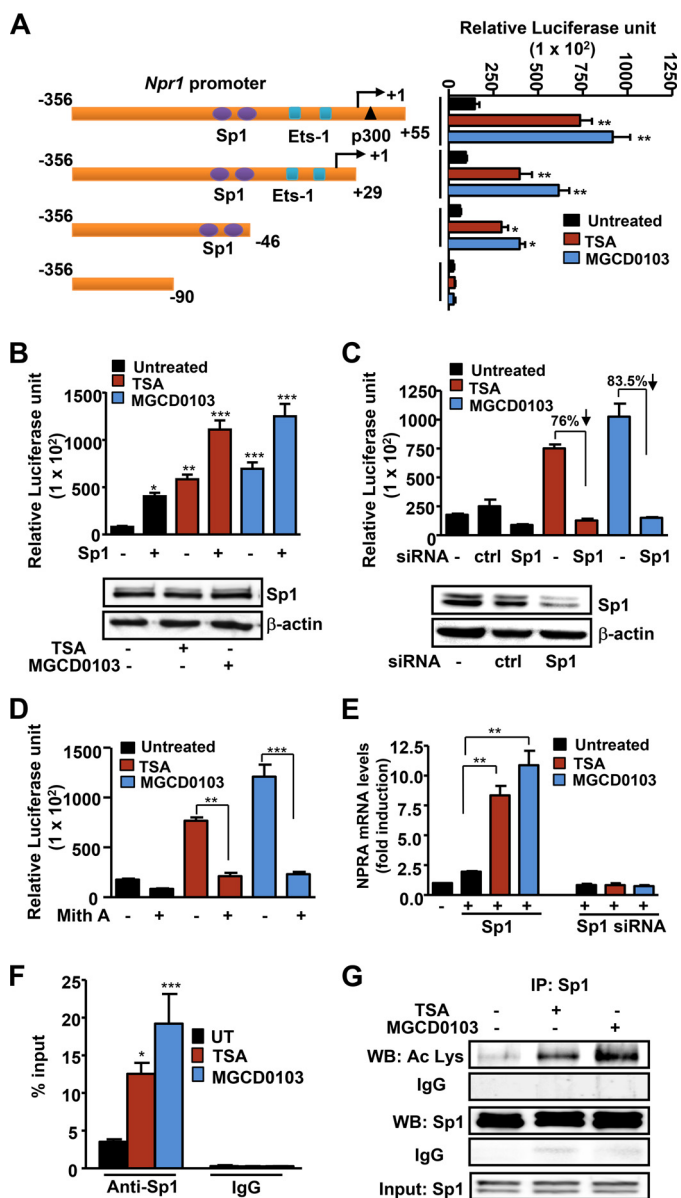 A
Relative Luciferase unit
(1 x 10²)
0
250
500
750
1000
Npr1 promoter
-356
+1
Sp1
Ets-1
p300
+55
-356
+1
Sp1
Ets-1
+29
-356
Sp1
-46
-356
-90
**
**
**
**
*
*
Untreated
TSA
MGCD0103
B
Untreated
TSA
MGCD0103
Relative Luciferase unit
(1 x 10²)
1500
1000
500
0
* ** *** *** ***
Sp1 - + - + - +
Sp1
β-actin
TSA - + -
MGCD0103 - - +
C
Untreated
TSA
MGCD0103
Relative Luciferase unit
(1 x 10²)
1250
1000
750
500
250
0
76%
83.5%
siRNA - ctrl Sp1 - Sp1 - Sp1
Sp1
β-actin
siRNA - ctrl Sp1
D
Untreated
TSA
MGCD0103
Relative Luciferase unit
(1 x 10²)
1500
1000
500
0
**
***
Mith A - + - + - +
E
Untreated
TSA
MGCD0103
NPRA mRNA levels
(fold induction)
12.5
10.0
7.5
5.0
2.5
0.0
**
**
- + + + + + +
Sp1
Sp1 siRNA
F
UT
TSA
MGCD0103
% input
25
20
15
10
5
0
*
***
Anti-Sp1
IgG
G
IP: Sp1
TSA - + -
MGCD0103 - - +
WB: Ac Lys
IgG
WB: Sp1
IgG
Input: Sp1